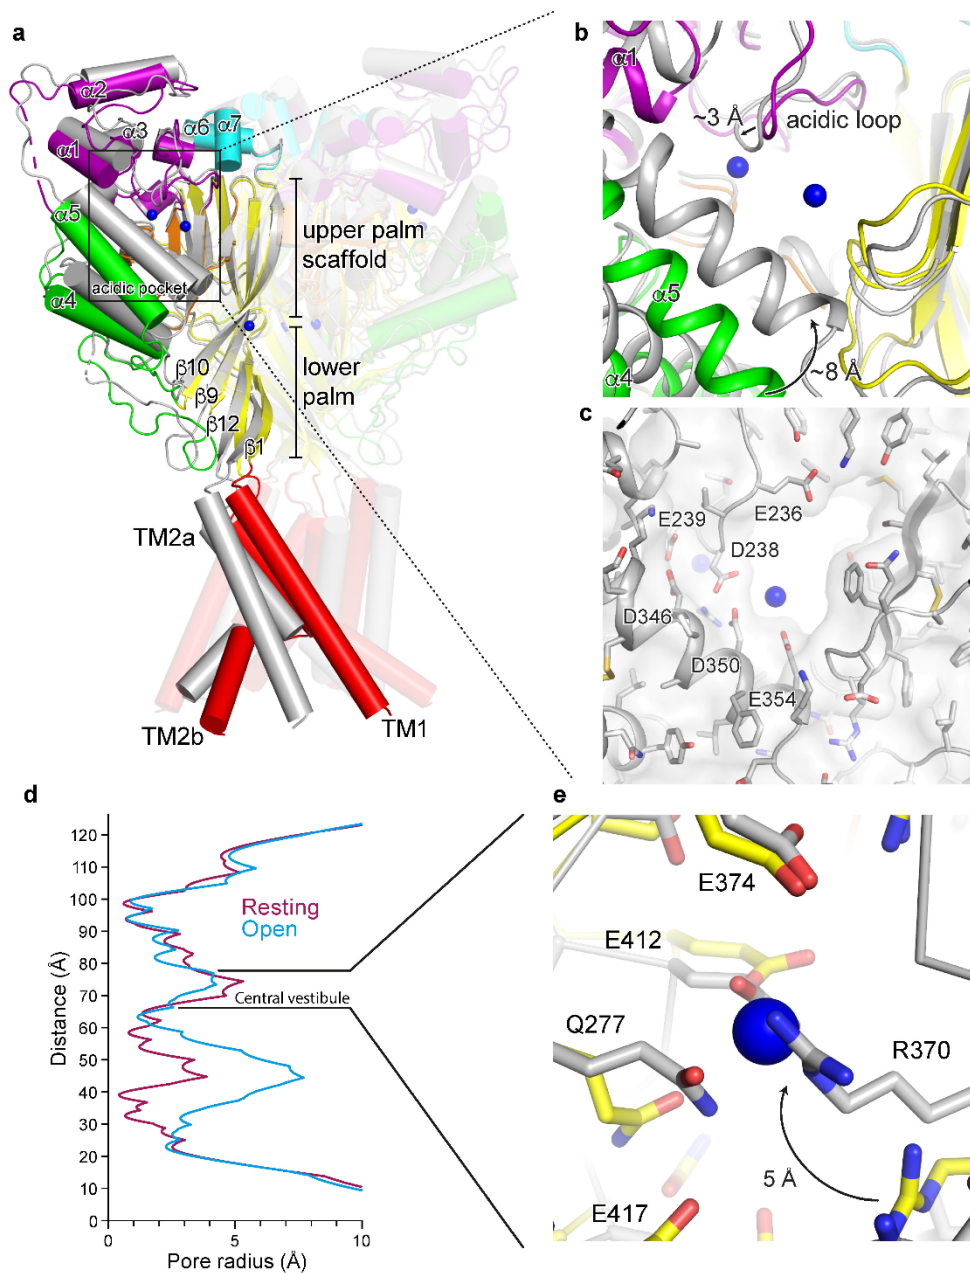 a
α2
α3
α6
α7
α1
α5
acidic pocket
α4
upper palm
scaffold
β10
β9
lower
palm
β12
β1
TM2a
TM2b
TM1
b
α1
~3 Å
acidic loop
α5
α4
~8 Å
c
E239
E236
D238
D346
D350
E354
d
120
110
100
90
80
70
60
50
40
30
20
10
0
Distance (Å)
Resting
Open
Central vestibule
0
5
10
Pore radius (Å)
e
E374
E412
Q277
R370
5 Å
E417